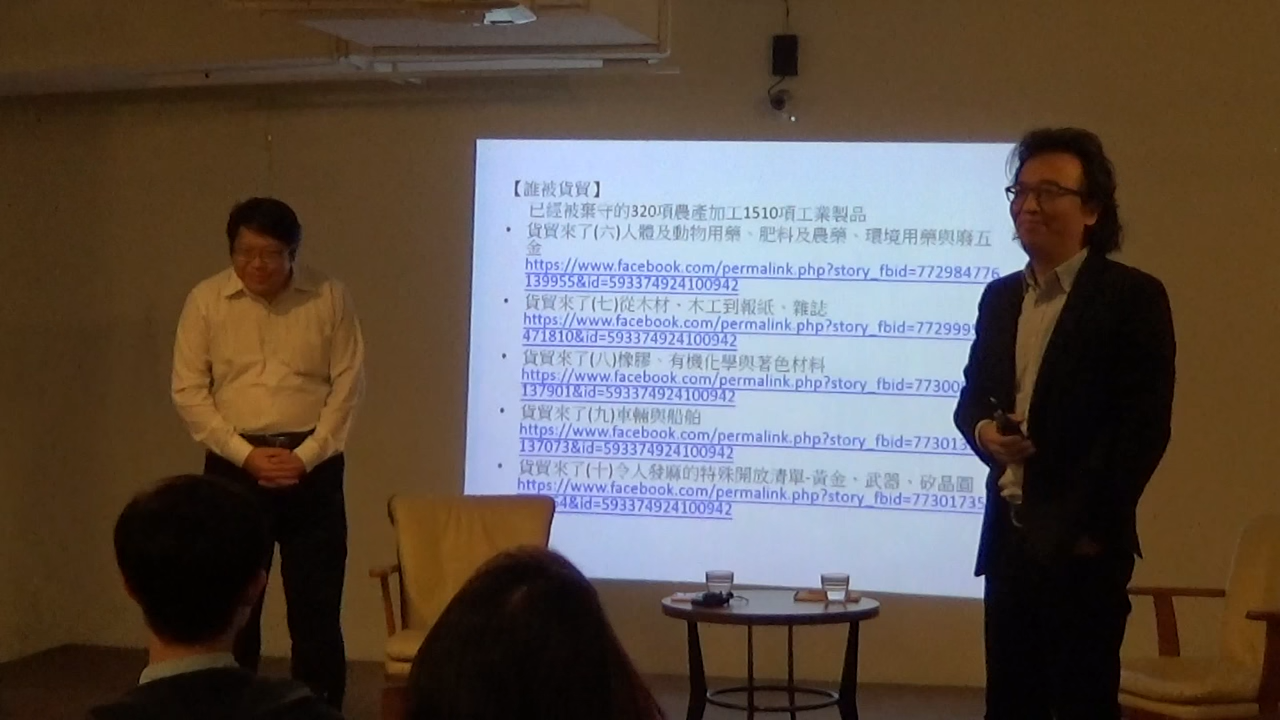 【誰被貨貿】
已經被棄守的320項農產加工1510項工業製品
• 貨貿來了(六)人體及動物用藥、肥料及農藥、環境用藥與廢五
金
https://www.facebook.com/permalink.php?story_fbid=772984776
139955&id=593374924100942
• 貨貿來了(七)從木材、木工到報紙、雜誌
https://www.facebook.com/permalink.php?story_fbid=772999
471810&id=593374924100942
• 貨貿來了(八)橡膠、有機化學與著色材料
https://www.facebook.com/permalink.php?story_fbid=77300
137901&id=593374924100942
• 貨貿來了(九)車輛與船舶
https://www.facebook.com/permalink.php?story_fbid=77301
137073&id=593374924100942
• 貨貿來了(十)令人發麻的特殊開放清單-黃金、武器、矽晶圓
https://www.facebook.com/permalink.php?story_fbid=7730173
4&id=593374924100942